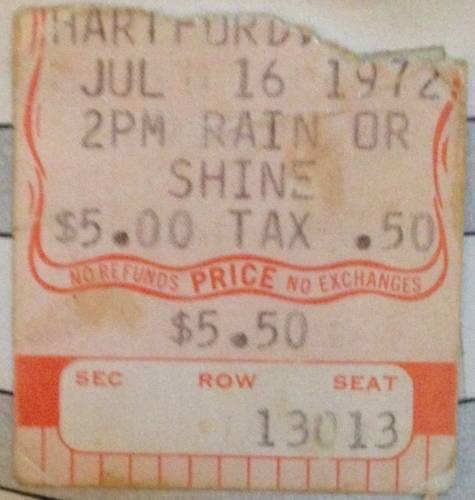 HARTFORD
JUL 16 1972
2PM RAIN OR
SHINE
$5.00 TAX .50
NO REFUNDS PRICE NO EXCHANGES
$5.50
SEC ROW SEAT
13013